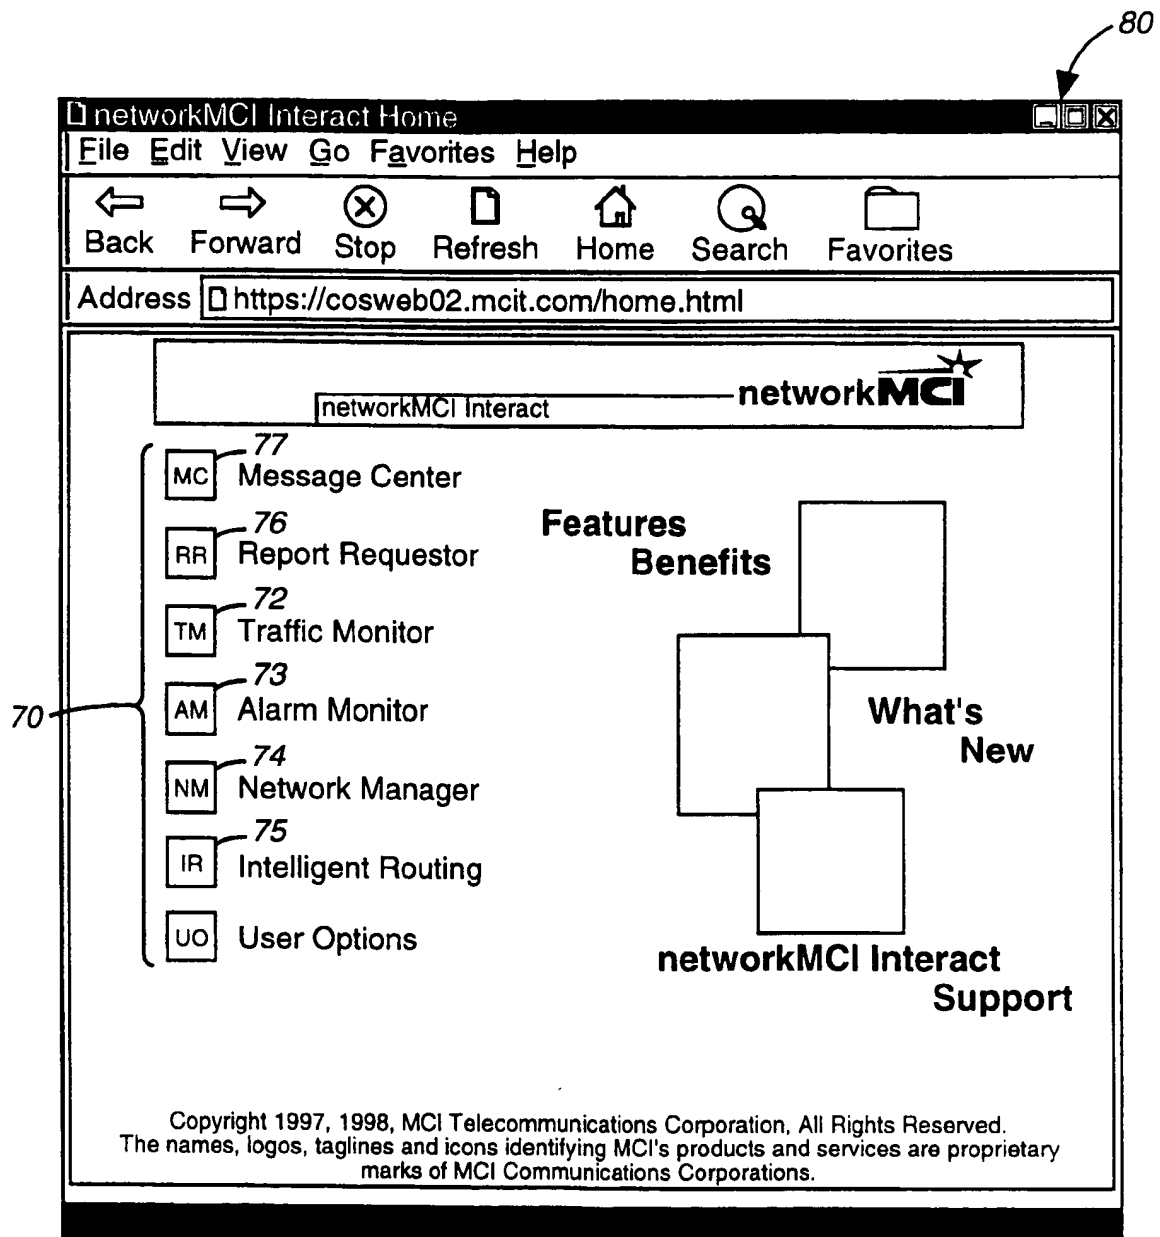 80
networkMCI Interact Home
File Edit View Go Favorites Help
Back Forward Stop Refresh Home Search Favorites
Address https://cosweb02.mcit.com/home.html
networkMCI
networkMCI Interact
77
MC Message Center
76
RR Report Requestor
72
TM Traffic Monitor
73
AM Alarm Monitor
70
74
NM Network Manager
75
IR Intelligent Routing
UO User Options
Features
Benefits
What's
New
networkMCI Interact
Support
Copyright 1997, 1998, MCI Telecommunications Corporation, All Rights Reserved.
The names, logos, taglines and icons identifying MCI's products and services are proprietary
marks of MCI Communications Corporations.